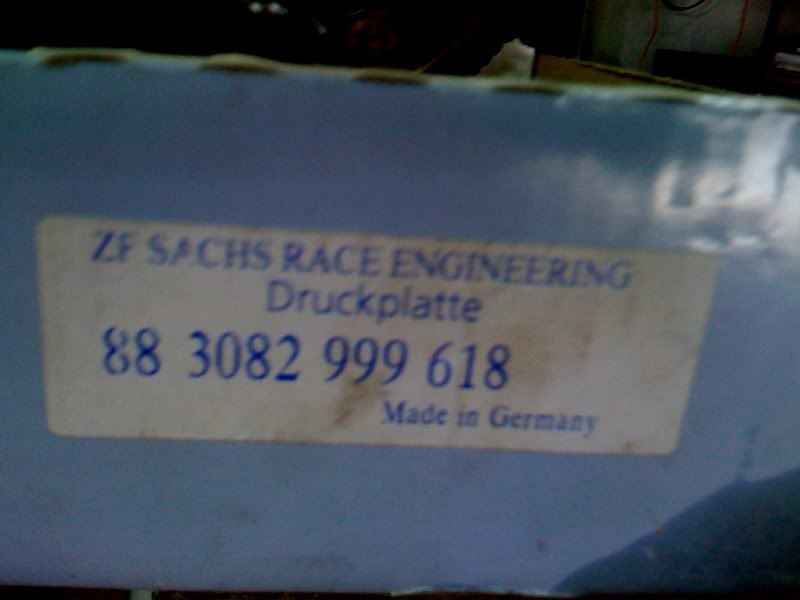 ZF SACHS RACE ENGINEERING
Druckplatte
88 3082 999 618
Made in Germany